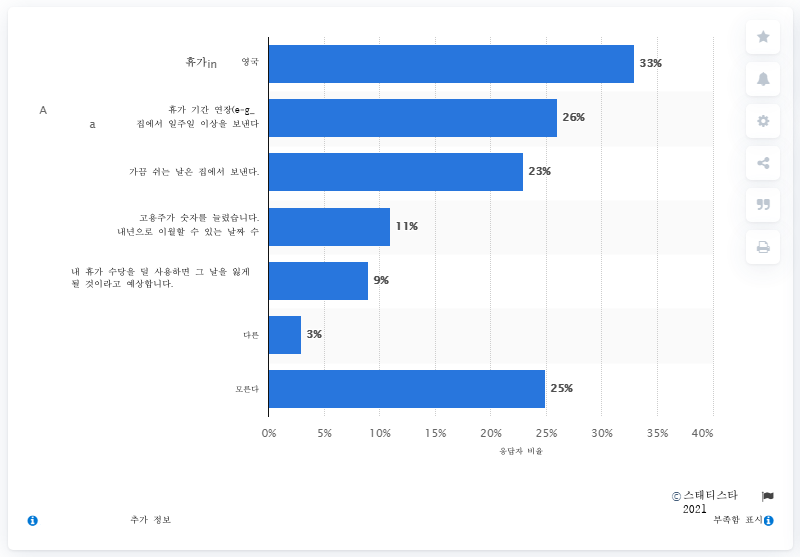 휴가in 영국
33%
휴가 기간 연장(e-g_
A a 집에서 일주일 이상을 보낸다
26%
가끔 쉬는 날은 집에서 보낸다.
23%
고용주가 숫자를 늘렸습니다.
내년으로 이월할 수 있는 날짜 수
11%
내 휴가 수당을 덜 사용하면 그 날을 잃게
될 것이라고 예상합니다.
9%
다른
3%
모른다
25%
0% 5% 10% 15% 20% 25% 30% 35% 40%
응답자 비율
© 스태티스타
2021
추가 정보 부족함 표시